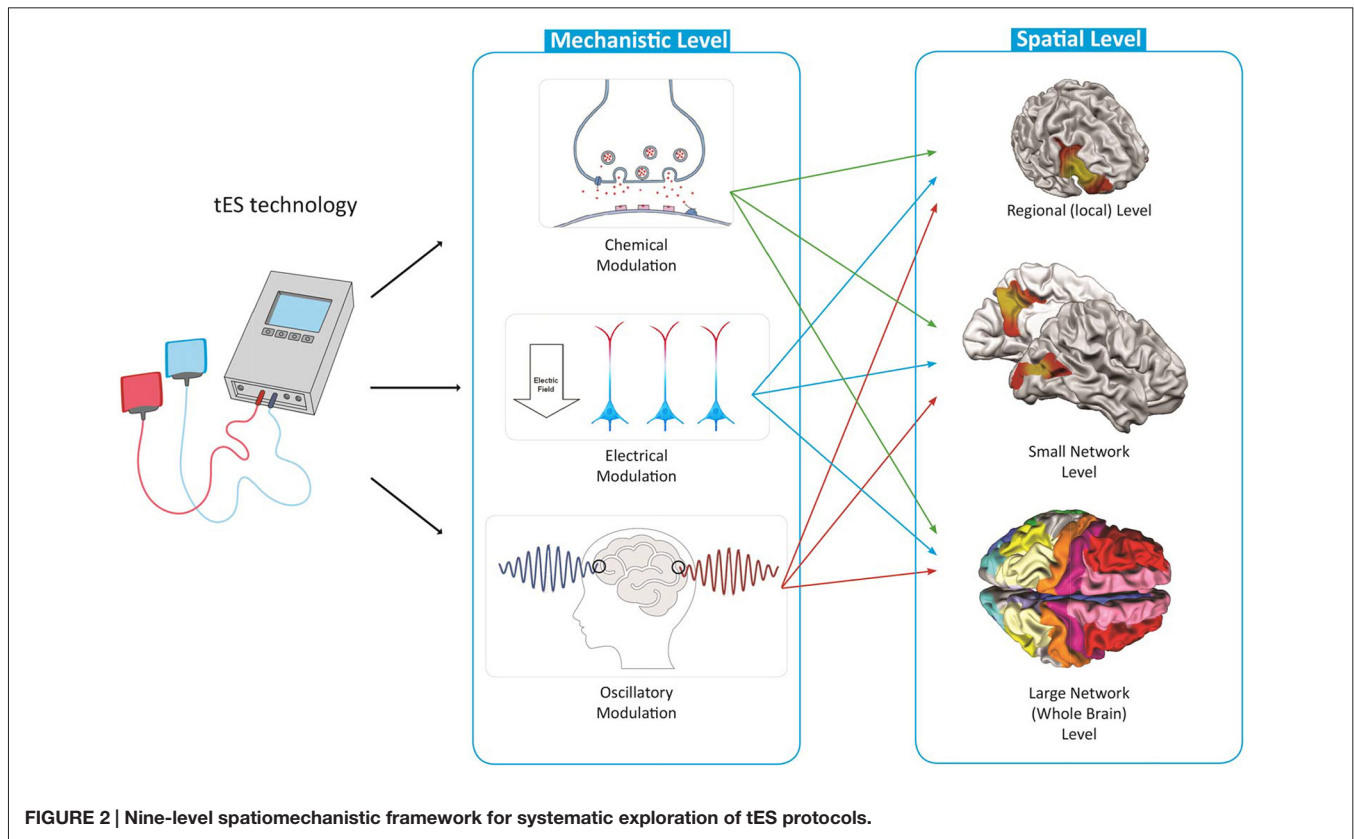 Mechanistic Level
Spatial Level
tES technology
Chemical
Modulation
Electric
Field
Electrical
Modulation
Oscillatory
Modulation
Regional (local) Level
Small Network
Level
Large Network
(Whole Brain)
Level
FIGURE 2 | Nine-level spatiomechanistic framework for systematic exploration of tES protocols.